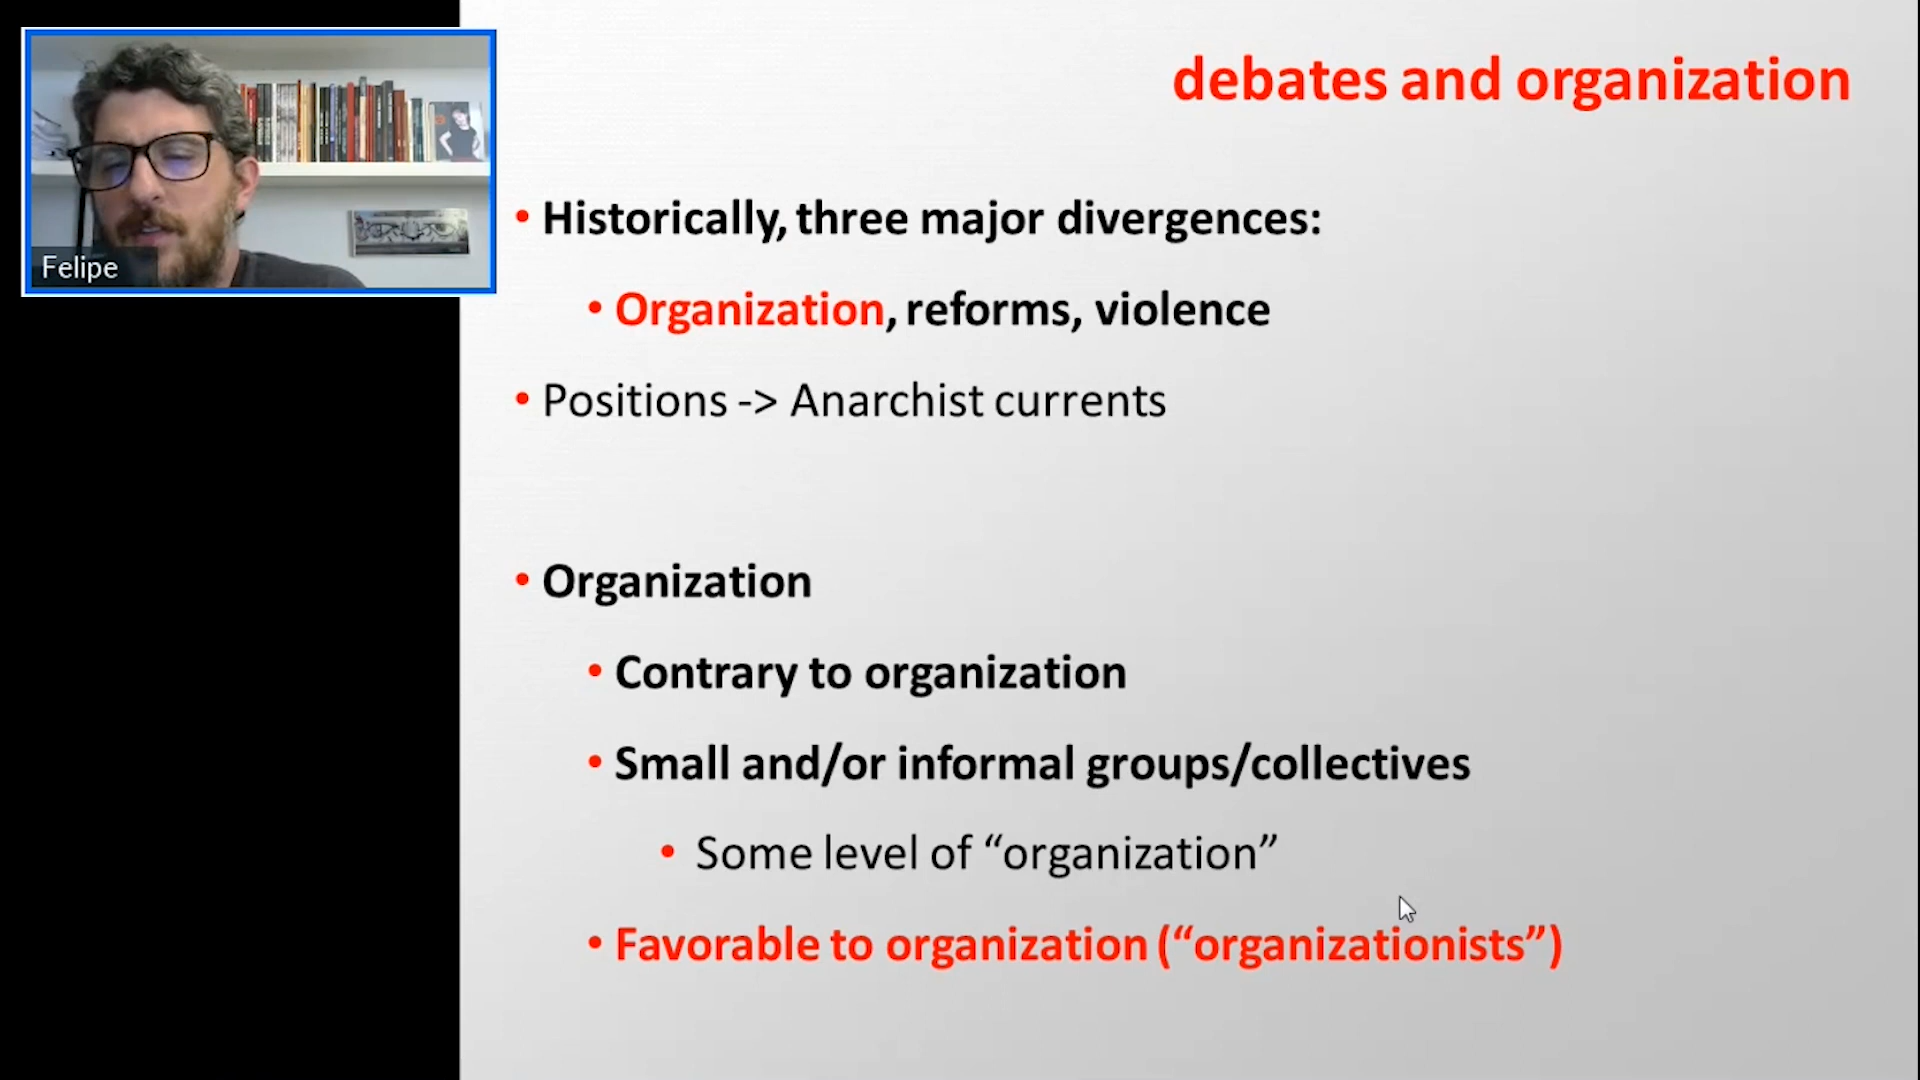 debates and organization
Felipe
• Historically, three major divergences:
• Organization, reforms, violence
• Positions -> Anarchist currents
• Organization
• Contrary to organization
• Small and/or informal groups/collectives
• Some level of “organization”
• Favorable to organization (“organizationists”)